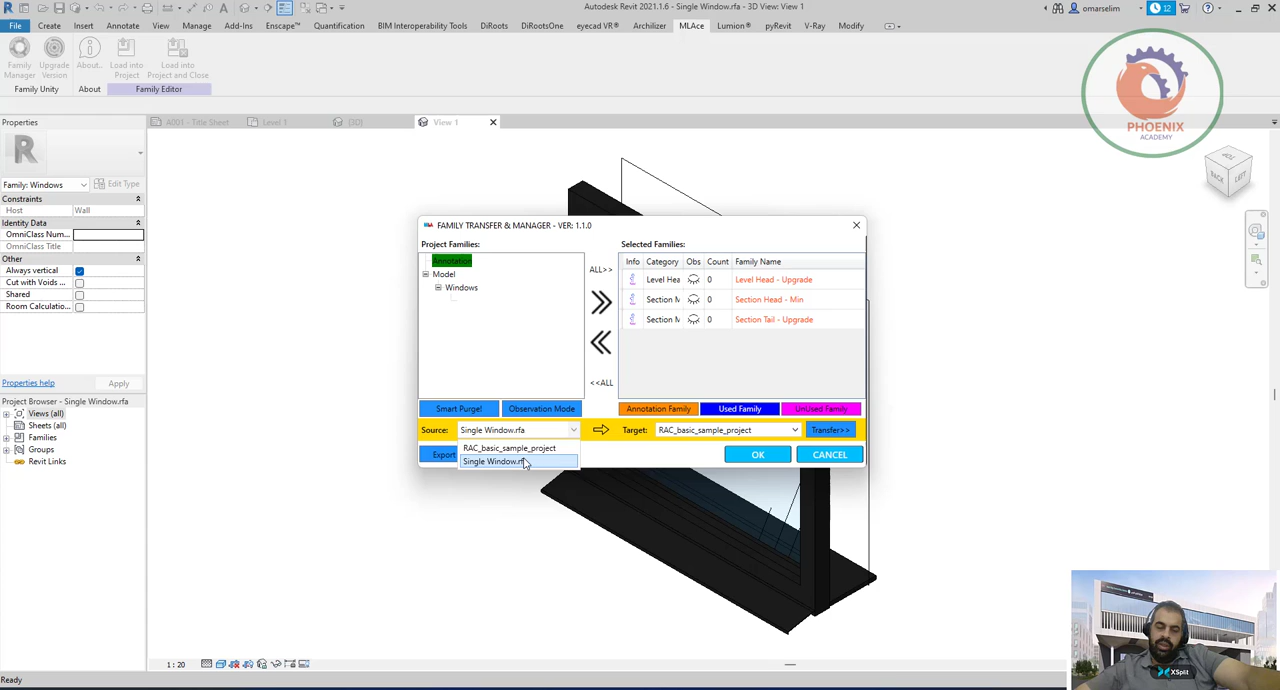 Autodesk Revit 2021.1.6 - Single Window.rfa - 3D View: View 1
omarselim
12
File Create Insert Annotate View Manage Add-Ins Enscape™ Quantification BIM Interoperability Tools DiRoots DiRootsOne eyecad VR® Archilizer MLAce Lumion® pyRevit V-Ray Modify
Family Manager
Upgrade Version
About..
Load into Project
Load into Project and Close
Family Unity
About
Family Editor
PHOENIX
ACADEMY
Properties
A001 - Title Sheet
Level 1
{3D}
View 1
Family: Windows
Edit Type
Constraints
Host Wall
Identity Data
OmniClass Num...
OmniClass Title
Other
Always vertical
Cut with Voids ...
Shared
Room Calculatio...
Properties help
Apply
Project Browser - Single Window.rfa
Views (all)
Sheets (all)
Families
Groups
Revit Links
BACK
LEFT
TOP
FAMILY TRANSFER & MANAGER - VER: 1.1.0
Project Families:
Selected Families:
Annotation
Model
Windows
ALL>>
<<ALL
Info Category Obs Count Family Name
Level Hea 0 Level Head - Upgrade
Section M 0 Section Head - Min
Section M 0 Section Tail - Upgrade
Smart Purge!
Observation Mode
Annotation Family
Used Family
UnUsed Family
Source:
Single Window.rfa
Target:
RAC_basic_sample_project
Transfer>>
RAC_basic_sample_project
Single Window.rfa
Export
OK
CANCEL
1 : 20
Ready
XSplit